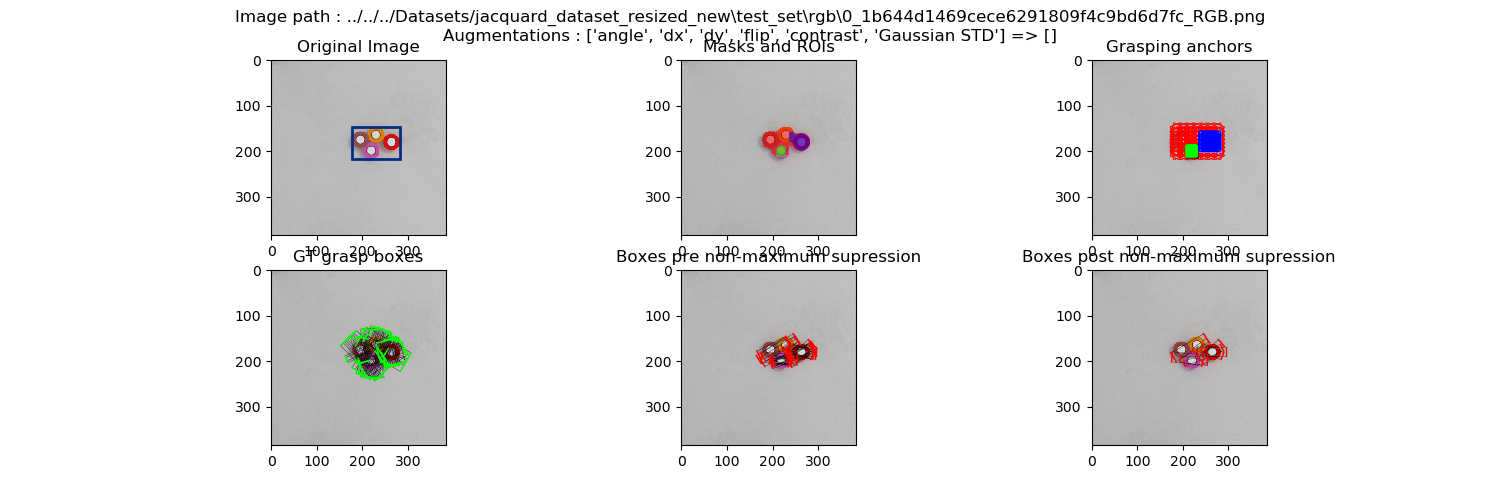 Image path : ../../../Datasets/jacquard_dataset_resized_new\test_set\rgb\0_1b644d1469cece6291809f4c9bd6d7fc_RGB.png
Augmentations : ['angle', 'dx', 'dy', 'flip', 'contrast', 'Gaussian STD'] => []
Original Image
Masks and ROIs
Grasping anchors
0
100
200
300
0 100 200 300
0
100
200
300
0 100 200 300
0
100
200
300
0 100 200 300
GT grasp boxes
Boxes pre non-maximum supression
Boxes post non-maximum supression
0
100
200
300
0 100 200 300
0
100
200
300
0 100 200 300
0
100
200
300
0 100 200 300